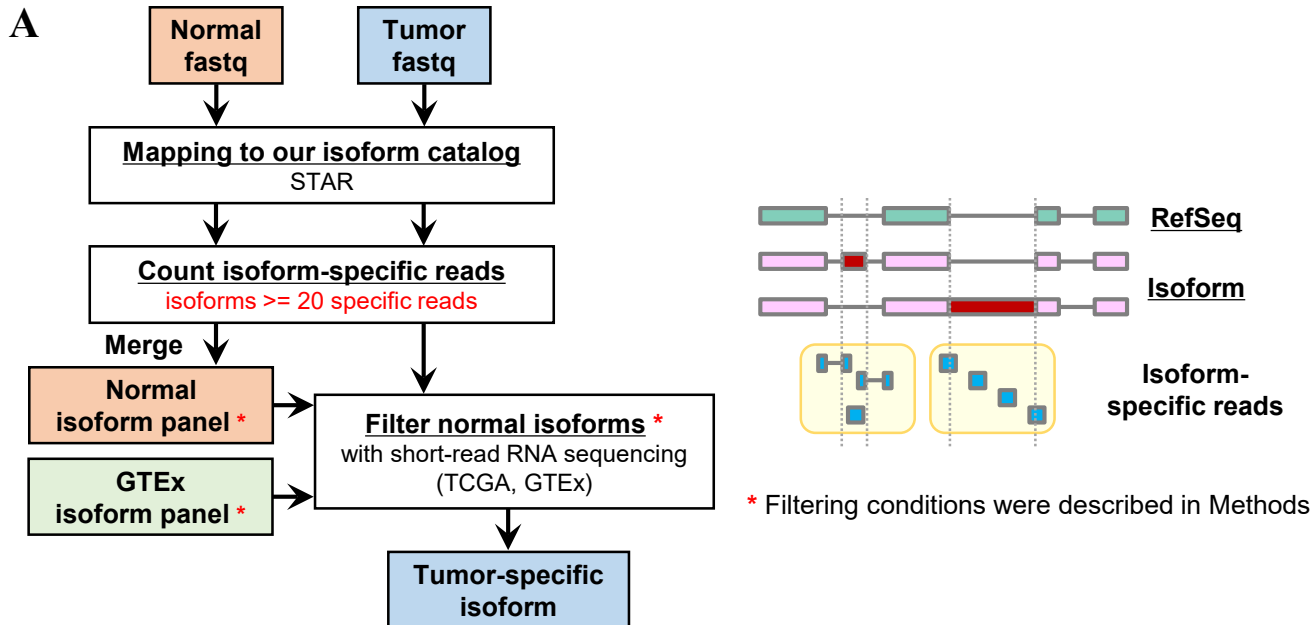 A
Normal
fastq
Tumor
fastq
Mapping to our isoform catalog
STAR
Count isoform-specific reads
isoforms >= 20 specific reads
Merge
Normal
isoform panel *
GTEx
isoform panel *
Filter normal isoforms *
with short-read RNA sequencing
(TCGA, GTEx)
Tumor-specific
isoform
RefSeq
Isoform
Isoform-
specific reads
* Filtering conditions were described in Methods